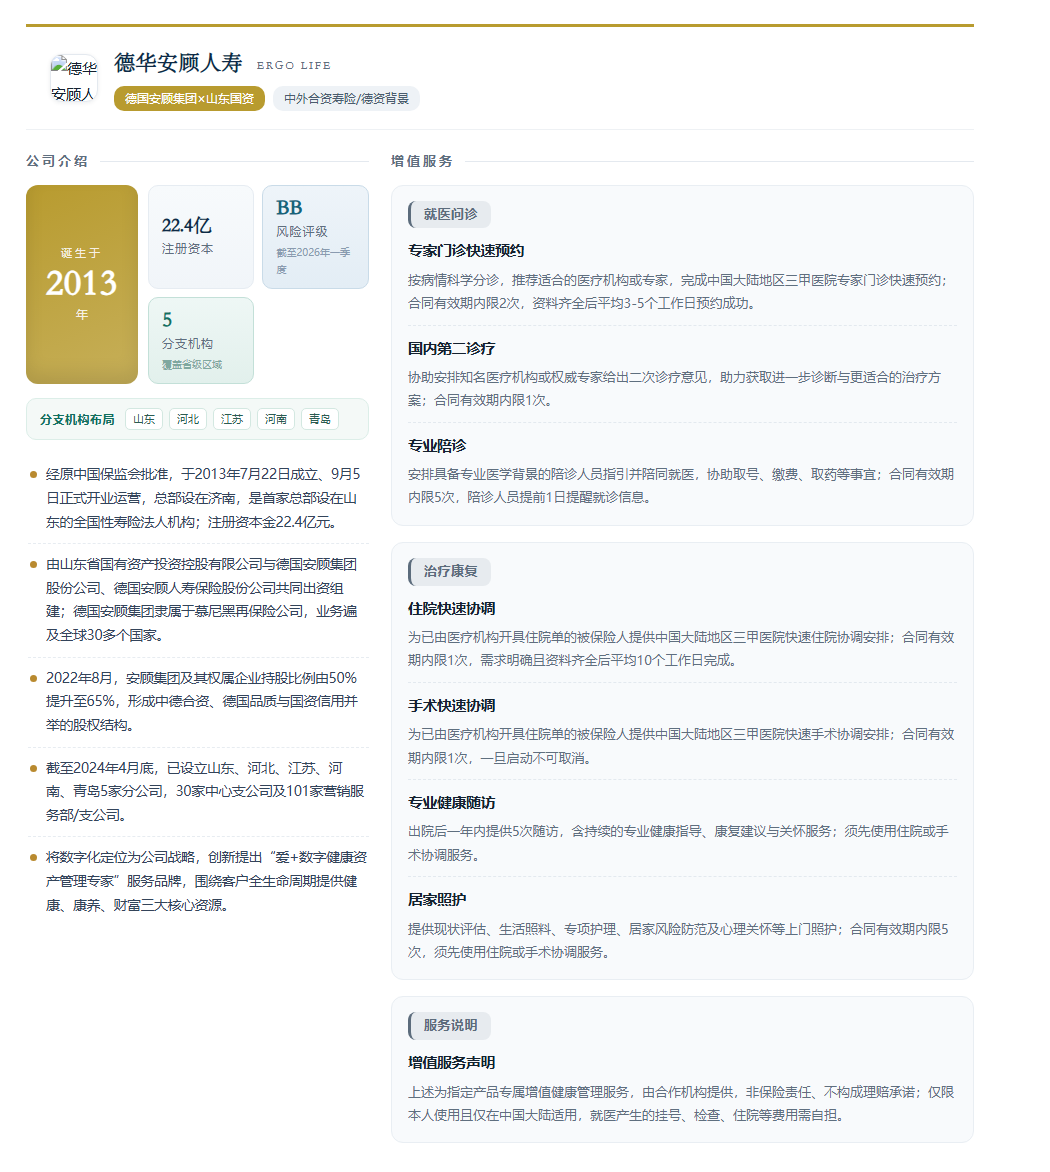 德华安顾人
德华安顾人寿 ERGO LIFE
德国安顾集团×山东国资 中外合资寿险/德资背景
公司介绍
诞生于
2013
年
22.4亿
注册资本
BB
风险评级
截至2026年一季
度
5
分支机构
覆盖省级区域
分支机构布局 山东 河北 江苏 河南 青岛
经原中国保监会批准，于2013年7月22日成立、9月5
日正式开业运营，总部设在济南，是首家总部设在山
东的全国性寿险法人机构；注册资本金22.4亿元。
由山东省国有资产投资控股有限公司与德国安顾集团
股份公司、德国安顾人寿保险股份公司共同出资组
建；德国安顾集团隶属于慕尼黑再保险公司，业务遍
及全球30多个国家。
2022年8月，安顾集团及其权属企业持股比例由50%
提升至65%，形成中德合资、德国品质与国资信用并
举的股权结构。
截至2024年4月底，已设立山东、河北、江苏、河
南、青岛5家分公司，30家中心支公司及101家营销服
务部/支公司。
将数字化定位为公司战略，创新提出“爱+数字健康资
产管理专家”服务品牌，围绕客户全生命周期提供健
康、康养、财富三大核心资源。
增值服务
就医问诊
专家门诊快速预约
按病情科学分诊，推荐适合的医疗机构或专家，完成中国大陆地区三甲医院专家门诊快速预约；
合同有效期内限2次，资料齐全后平均3-5个工作日预约成功。
国内第二诊疗
协助安排知名医疗机构或权威专家给出二次诊疗意见，助力获取进一步诊断与更适合的治疗方
案；合同有效期内限1次。
专业陪诊
安排具备专业医学背景的陪诊人员指引并陪同就医，协助取号、缴费、取药等事宜；合同有效期
内限5次，陪诊人员提前1日提醒就诊信息。
治疗康复
住院快速协调
为已由医疗机构开具住院单的被保险人提供中国大陆地区三甲医院快速住院协调安排；合同有效
期内限1次，需求明确且资料齐全后平均10个工作日完成。
手术快速协调
为已由医疗机构开具住院单的被保险人提供中国大陆地区三甲医院快速手术协调安排；合同有效
期内限1次，一旦启动不可取消。
专业健康随访
出院后一年内提供5次随访，含持续的专业健康指导、康复建议与关怀服务；须先使用住院或手
术协调服务。
居家照护
提供现状评估、生活照料、专项护理、居家风险防范及心理关怀等上门照护；合同有效期内限5
次，须先使用住院或手术协调服务。
服务说明
增值服务声明
上述为指定产品专属增值健康管理服务，由合作机构提供，非保险责任、不构成理赔承诺；仅限
本人使用且仅在中国大陆适用，就医产生的挂号、检查、住院等费用需自担。